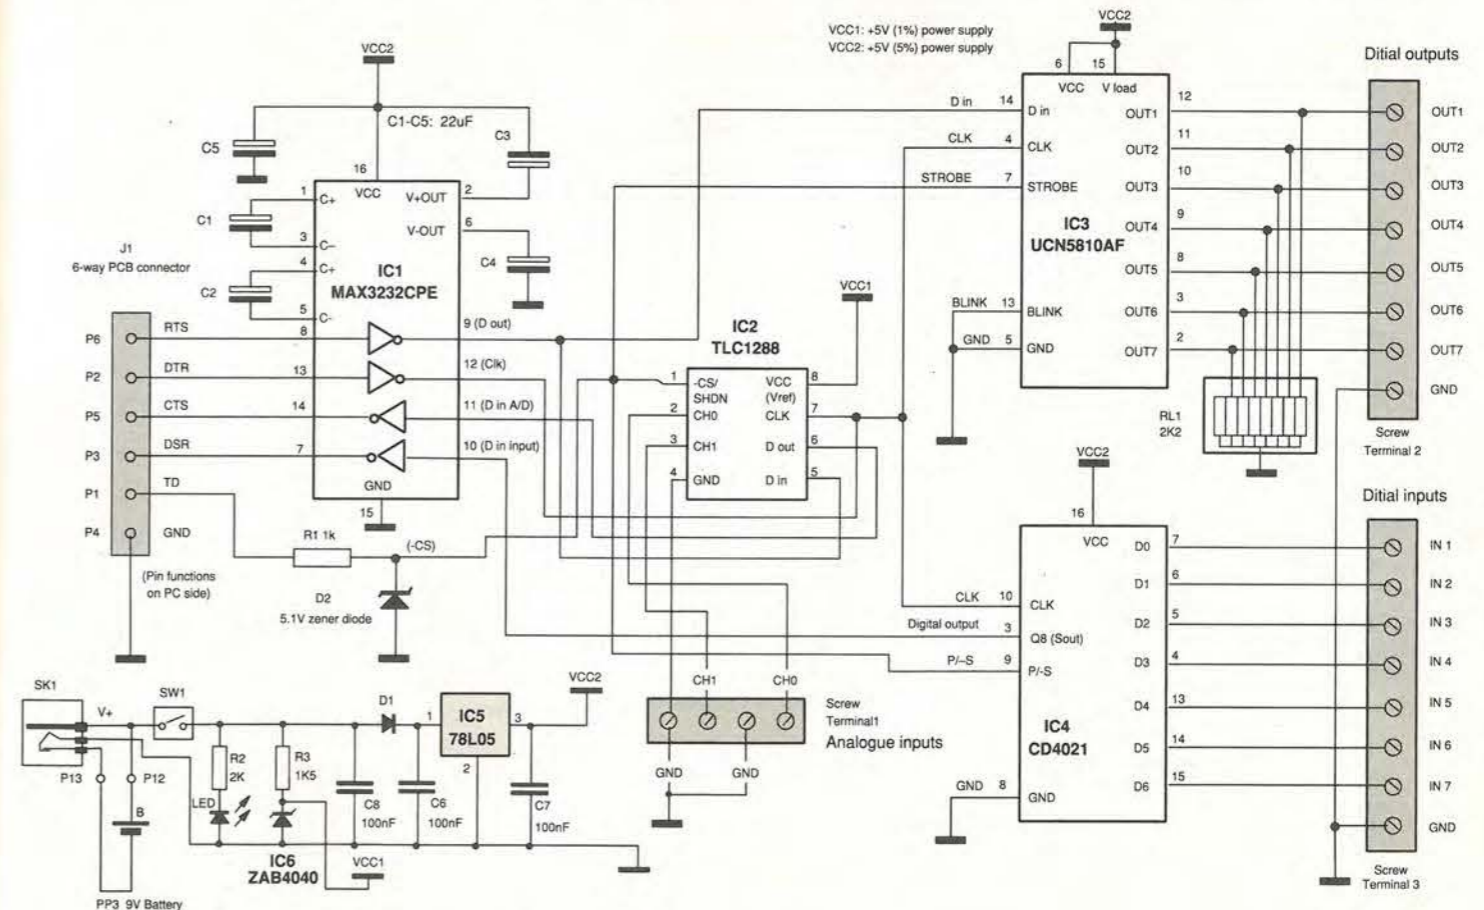 VCC1: +5V (1%) power supply
VCC2: +5V (5%) power supply
VCC2
C1-C5: 22uF
C5
C3
16
VCC
1
C+
V+OUT
2
C1
V-OUT
6
3
C–
4
C+
IC1
MAX3232CPE
C4
C2
5
C-
J1
6-way PCB connector
P6
RTS
8
9 (D out)
P2
DTR
13
12 (Clk)
P5
CTS
14
11 (D in A/D)
P3
DSR
7
10 (D in input)
P1
TD
GND
15
P4
GND
(Pin functions
on PC side)
R1 1k
(-CS)
D2
5.1V zener diode
IC2
TLC1288
VCC1
1
-CS/
SHDN
VCC
(Vref)
8
2
CH0
CLK
7
3
CH1
D out
6
4
GND
D in
5
VCC2
6
15
VCC
V load
D in
14
D in
OUT1
12
CLK
4
CLK
OUT2
11
STROBE
7
STROBE
OUT3
10
IC3
UCN5810AF
OUT4
9
OUT5
8
BLINK
13
BLINK
OUT6
3
GND
5
GND
OUT7
2
Ditial outputs
OUT1
OUT2
OUT3
OUT4
OUT5
OUT6
OUT7
GND
Screw
Terminal 2
RL1
2K2
VCC2
16
VCC
D0
7
D1
6
CLK
10
CLK
D2
5
Digital output
3
Q8 (Sout)
P/–S
9
P/-S
D3
4
D4
13
IC4
CD4021
D5
14
D6
15
GND
8
GND
Ditial inputs
IN 1
IN 2
IN 3
IN 4
IN 5
IN 6
IN 7
GND
Screw
Terminal 3
CH1
CH0
Screw
Terminal1
Analogue inputs
GND
GND
SK1
V+
SW1
D1
1
IC5
78L05
3
2
VCC2
P13
P12
R2
2K
R3
1K5
LED
B
C8
100nF
C6
100nF
C7
100nF
IC6
ZAB4040
VCC1
PP3 9V Battery